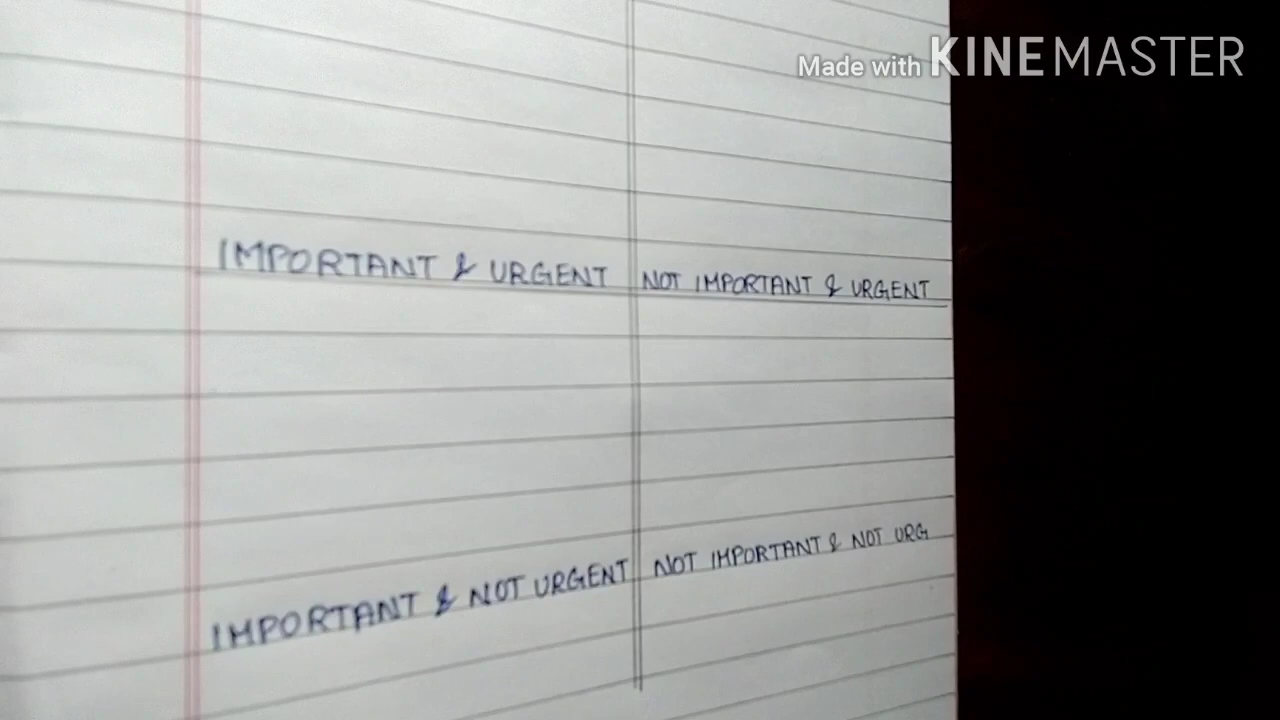 Made with KINEMASTER
IMPORTANT & URGENT
NOT IMPORTANT & URGENT
IMPORTANT & NOT URGENT
NOT IMPORTANT & NOT URG